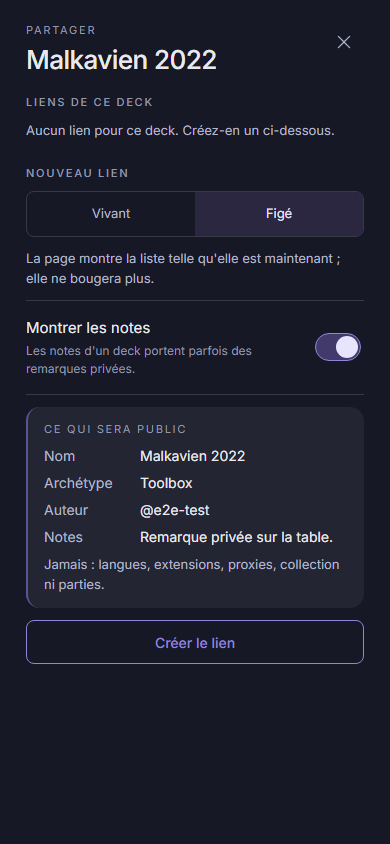 PARTAGER
Malkavien 2022
LIENS DE CE DECK
Aucun lien pour ce deck. Créez-en un ci-dessous.
NOUVEAU LIEN
Vivant
Figé
La page montre la liste telle qu'elle est maintenant ;
elle ne bougera plus.
Montrer les notes
Les notes d'un deck portent parfois des
remarques privées.
CE QUI SERA PUBLIC
Nom Malkavien 2022
Archétype Toolbox
Auteur @e2e-test
Notes Remarque privée sur la table.
Jamais : langues, extensions, proxies, collection
ni parties.
Créer le lien